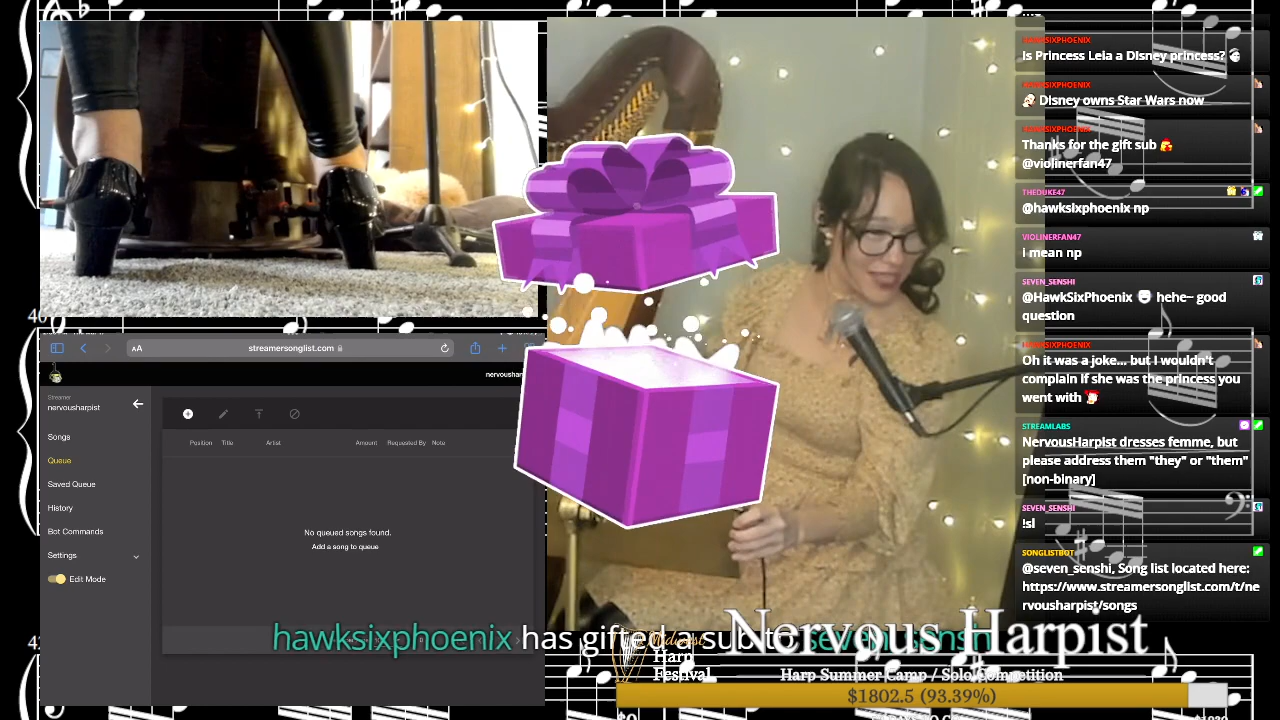 streamersonglist.com
Streamer
nervousharpist
Songs
Queue
Saved Queue
History
Bot Commands
Settings
Edit Mode
Position Title Artist Amount Requested By Note
No queued songs found.
Add a song to queue
HAWKSIXPHOENIX
Is Princess Leia a Disney princess?
Disney owns Star Wars now
Thanks for the gift sub
@violinerfan47
THEDUKE47
@hawksixphoenix np
VIOLINERFAN47
I mean np
SEVEN_SENSHI
@HawkSixPhoenix hehe~ good
question
HAWKSIXPHOENIX
Oh it was a joke... but I wouldn't
complain if she was the princess you
went with
STREAMLABS
NervousHarpist dresses femme, but
please address them "they" or "them"
[non-binary]
SEVEN_SENSHI
!sl
SONGLISTBOT
@seven_senshi, Song list located here:
https://www.streamersonglist.com/t/ne
rvousharpist/songs
hawksixphoenix has gifted a sub to
Nervous Harpist
Midwest
Harp
Festival
Harp Summer Camp / Solo Competition
$1802.5 (93.39%)